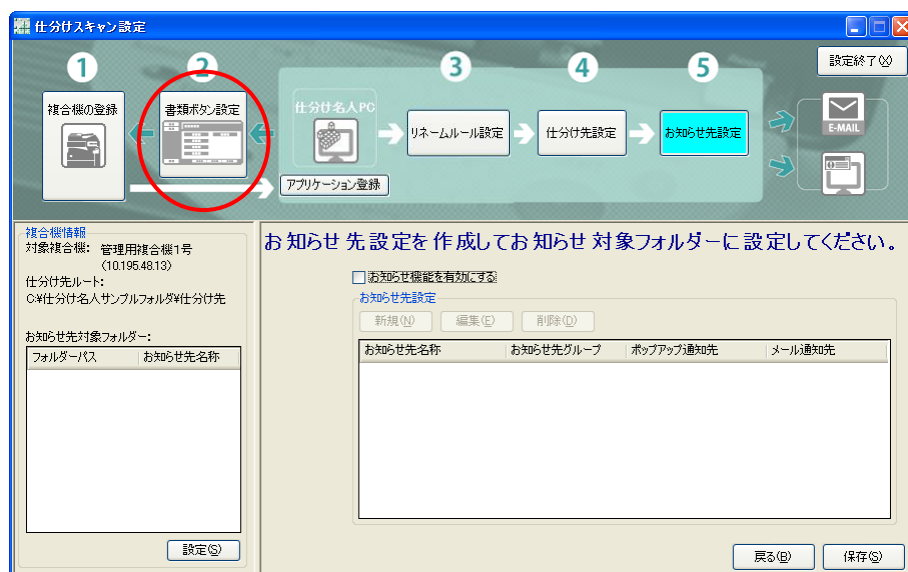 仕分けスキャン設定
1
2
3
4
5
設定終了(X)
複合機の登録
書類ボタン設定
仕分け名人PC
リネームルール設定
仕分け先設定
お知らせ先設定
E-MAIL
アプリケーション登録
複合機情報
対象複合機: 管理用複合機1号
(10.195.48.13)
仕分け先ルート:
C:¥仕分け名人サンプルフォルダ¥仕分け先
お知らせ先対象フォルダー:
フォルダーパス お知らせ先名称
設定(S)
お知らせ先設定を作成してお知らせ対象フォルダーに設定してください。
お知らせ機能を有効にする
お知らせ先設定
新規(N) 編集(E) 削除(D)
お知らせ先名称 お知らせ先グループ ポップアップ通知先 メール通知先
戻る(B) 保存(S)